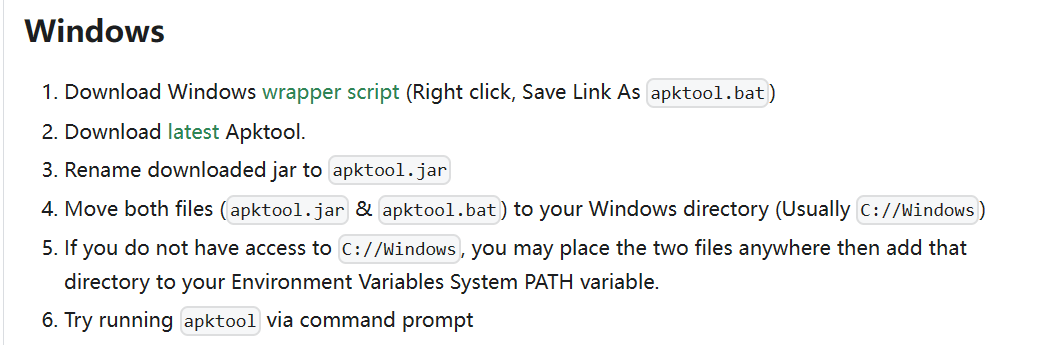 Windows
1. Download Windows wrapper script (Right click, Save Link As apktool.bat)
2. Download latest Apktool.
3. Rename downloaded jar to apktool.jar
4. Move both files (apktool.jar & apktool.bat) to your Windows directory (Usually C://Windows)
5. If you do not have access to C://Windows, you may place the two files anywhere then add that
directory to your Environment Variables System PATH variable.
6. Try running apktool via command prompt